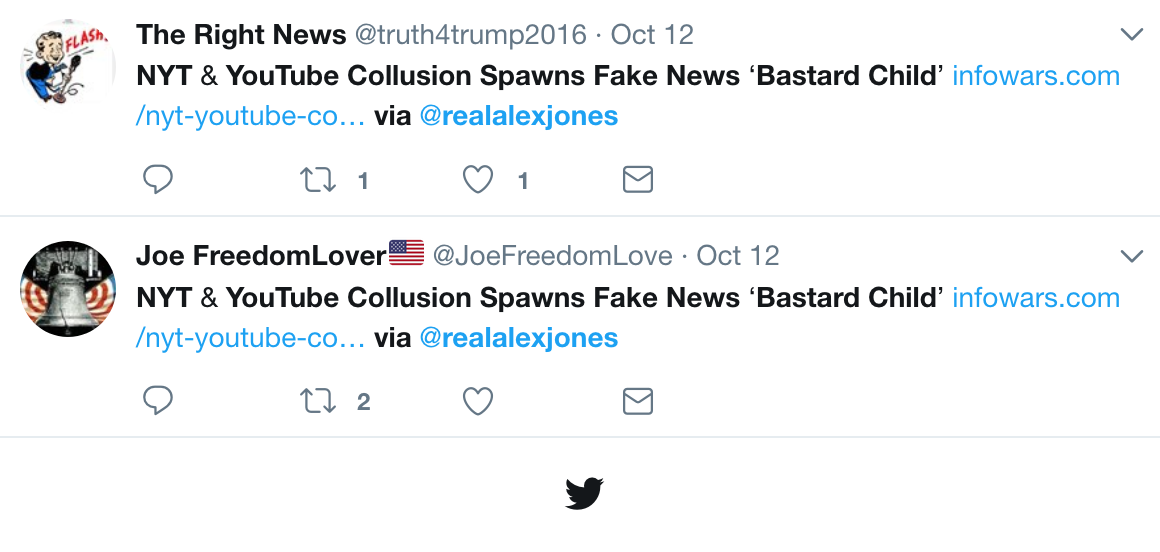 FLASH.
The Right News @truth4trump2016 · Oct 12
NYT & YouTube Collusion Spawns Fake News ‘Bastard Child’ infowars.com
/nyt-youtube-co… via @realalexjones
1 1
Joe FreedomLover🇺🇸 @JoeFreedomLove · Oct 12
NYT & YouTube Collusion Spawns Fake News ‘Bastard Child’ infowars.com
/nyt-youtube-co… via @realalexjones
2